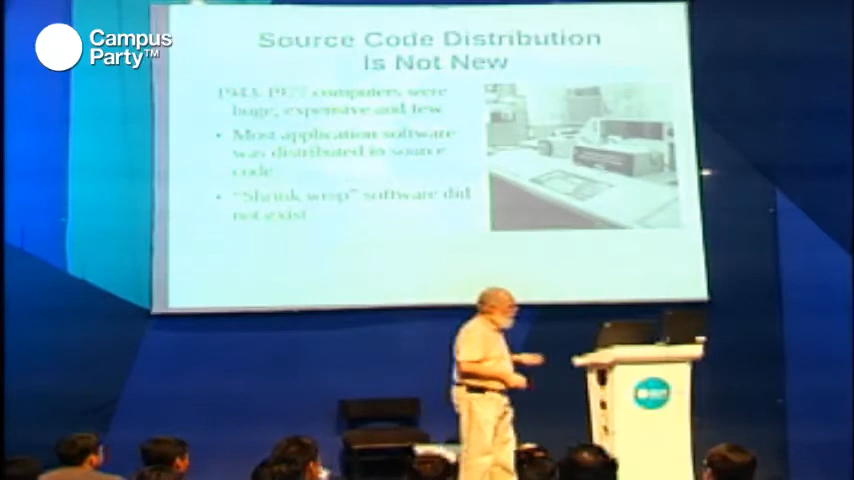 Campus
Party™
Source Code Distribution
Is Not New
1943-1977 computers were
huge, expensive and few
• Most application software
was distributed in source
code
• "Shrink wrap" software did
not exist